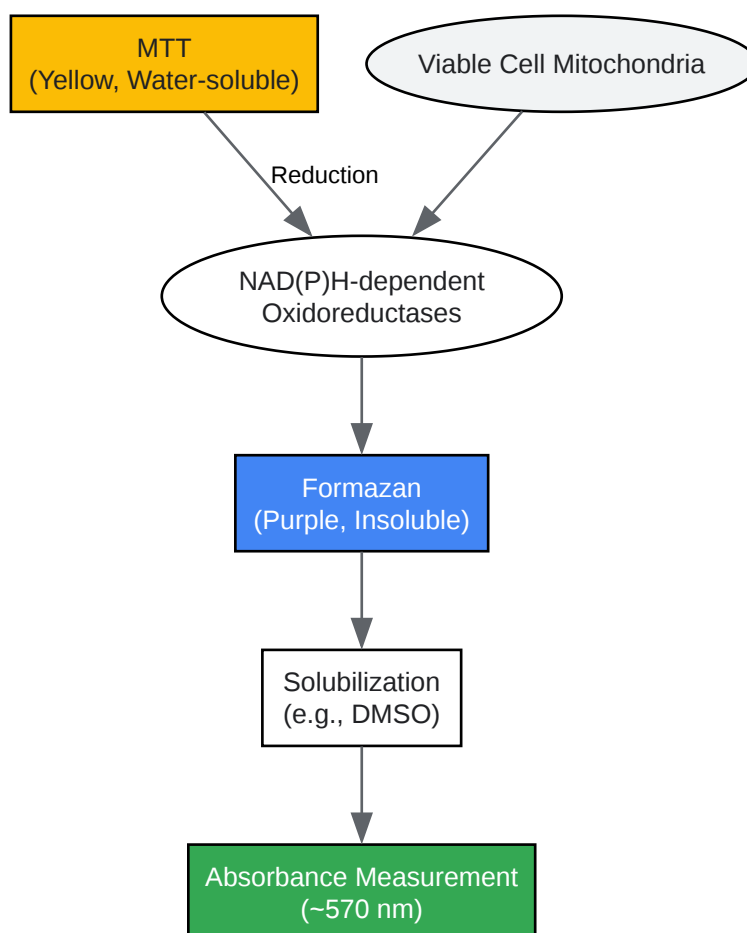 MTT
(Yellow, Water-soluble)
Viable Cell Mitochondria
Reduction
NAD(P)H-dependent
Oxidoreductases
Formazan
(Purple, Insoluble)
Solubilization
(e.g., DMSO)
Absorbance Measurement
(~570 nm)